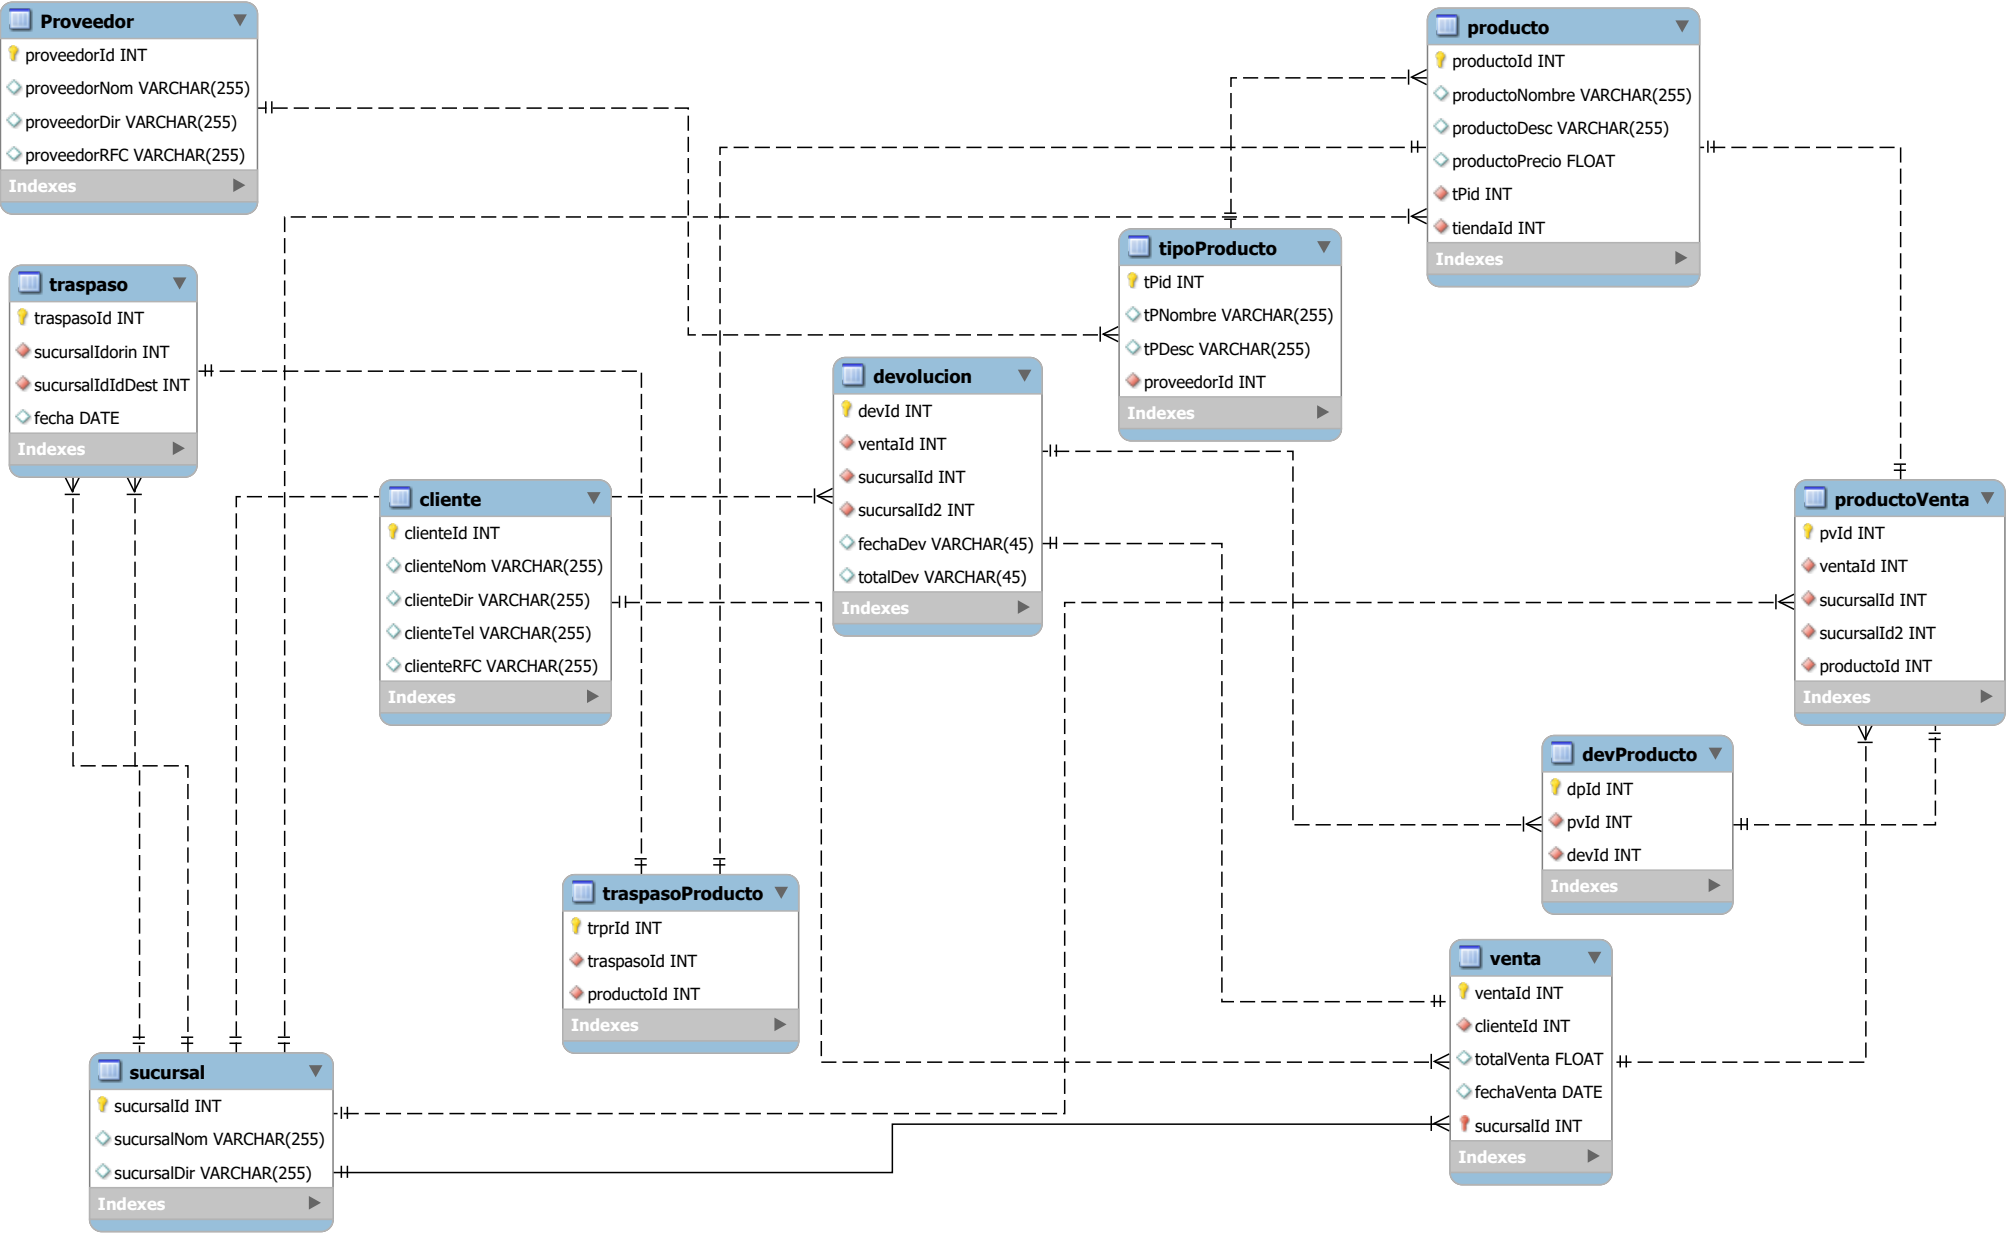 Proveedor
proveedorId INT
proveedorNom VARCHAR(255)
proveedorDir VARCHAR(255)
proveedorRFC VARCHAR(255)
Indexes
producto
productoId INT
productoNombre VARCHAR(255)
productoDesc VARCHAR(255)
productoPrecio FLOAT
tPid INT
tiendaId INT
Indexes
tipoProducto
tPid INT
tPNombre VARCHAR(255)
tPDesc VARCHAR(255)
proveedorId INT
Indexes
traspaso
traspasoId INT
sucursalIdorin INT
sucursalIdIdDest INT
fecha DATE
Indexes
devolucion
devId INT
ventaId INT
sucursalId INT
sucursalId2 INT
fechaDev VARCHAR(45)
totalDev VARCHAR(45)
Indexes
cliente
clienteId INT
clienteNom VARCHAR(255)
clienteDir VARCHAR(255)
clienteTel VARCHAR(255)
clienteRFC VARCHAR(255)
Indexes
productoVenta
pvId INT
ventaId INT
sucursalId INT
sucursalId2 INT
productoId INT
Indexes
devProducto
dpId INT
pvId INT
devId INT
Indexes
traspasoProducto
trprId INT
traspasoId INT
productoId INT
Indexes
venta
ventaId INT
clienteId INT
totalVenta FLOAT
fechaVenta DATE
sucursalId INT
Indexes
sucursal
sucursalId INT
sucursalNom VARCHAR(255)
sucursalDir VARCHAR(255)
Indexes